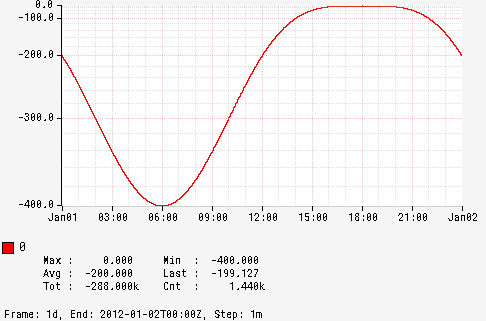 0.0
-100.0
-200.0
-300.0
-400.0
Jan01 03:00 06:00 09:00 12:00 15:00 18:00 21:00 Jan02
0
Max : 0.000 Min : -400.000
Avg : -200.000 Last : -199.127
Tot : -288.000k Cnt : 1.440k
Frame: 1d, End: 2012-01-02T00:00Z, Step: 1m